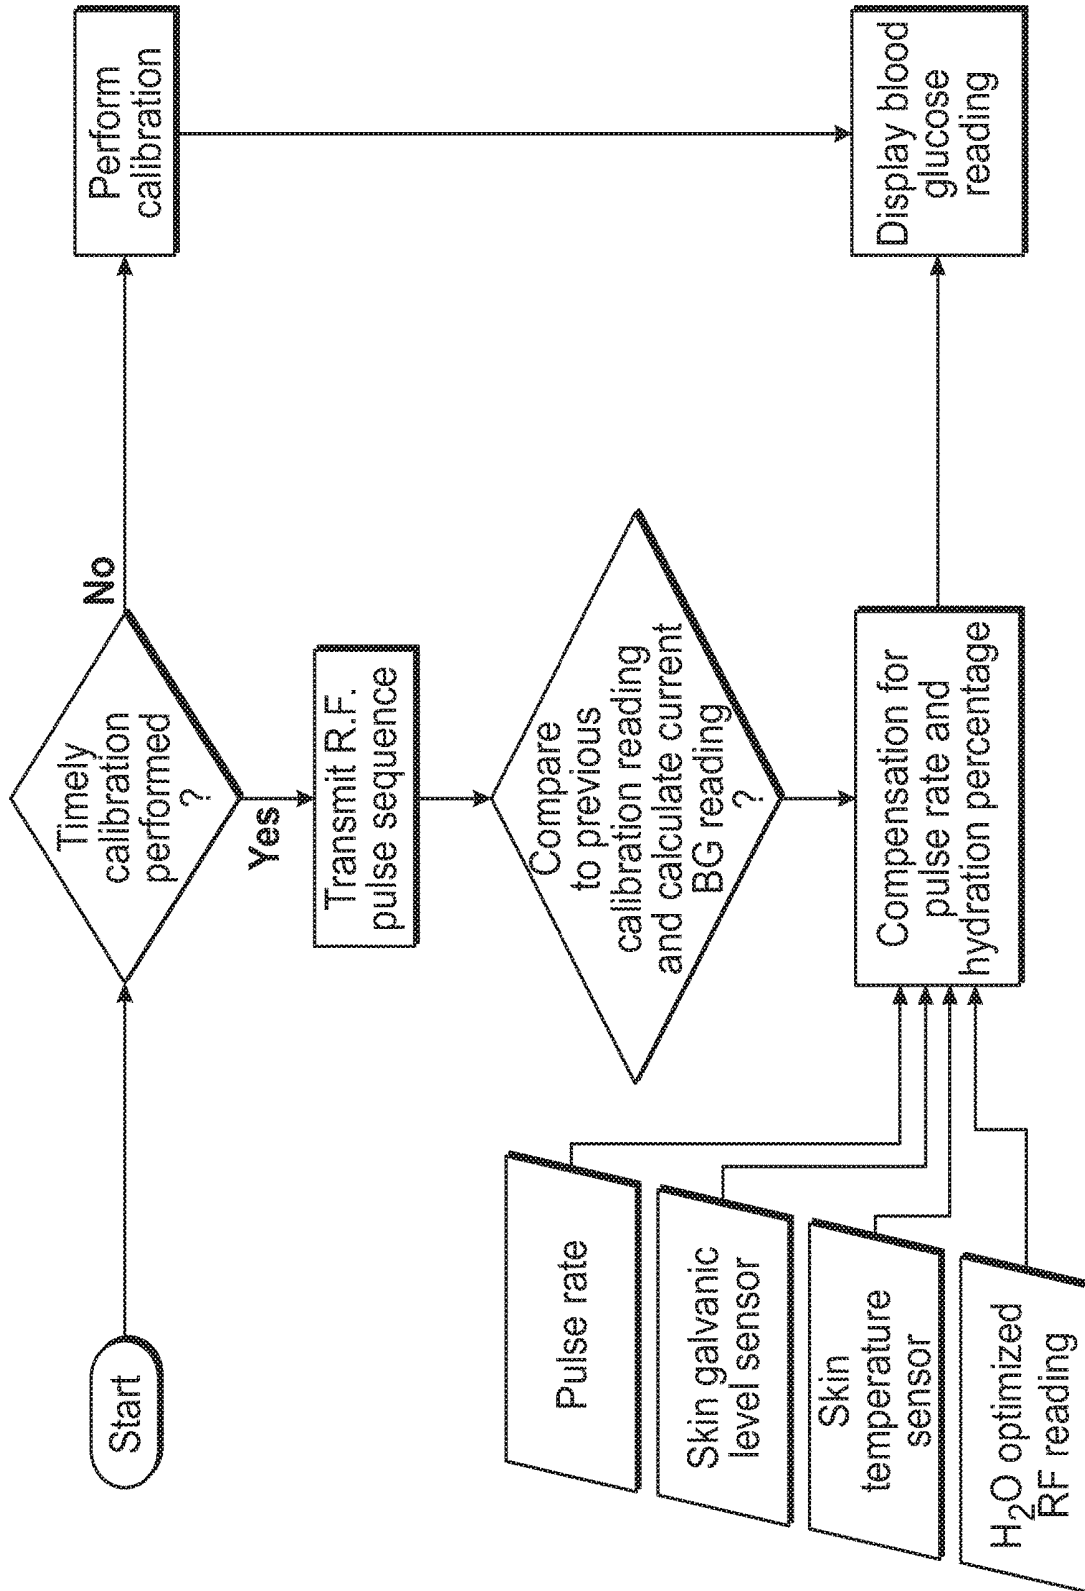 Start
Timely
calibration
performed
?
No
Perform
calibration
Yes
Transmit R.F.
pulse sequence
Compare
to previous
calibration reading
and calculate current
BG reading
?
Pulse rate
Skin galvanic
level sensor
Skin
temperature
sensor
H₂O optimized
RF reading
Compensation for
pulse rate and
hydration percentage
Display blood
glucose
reading